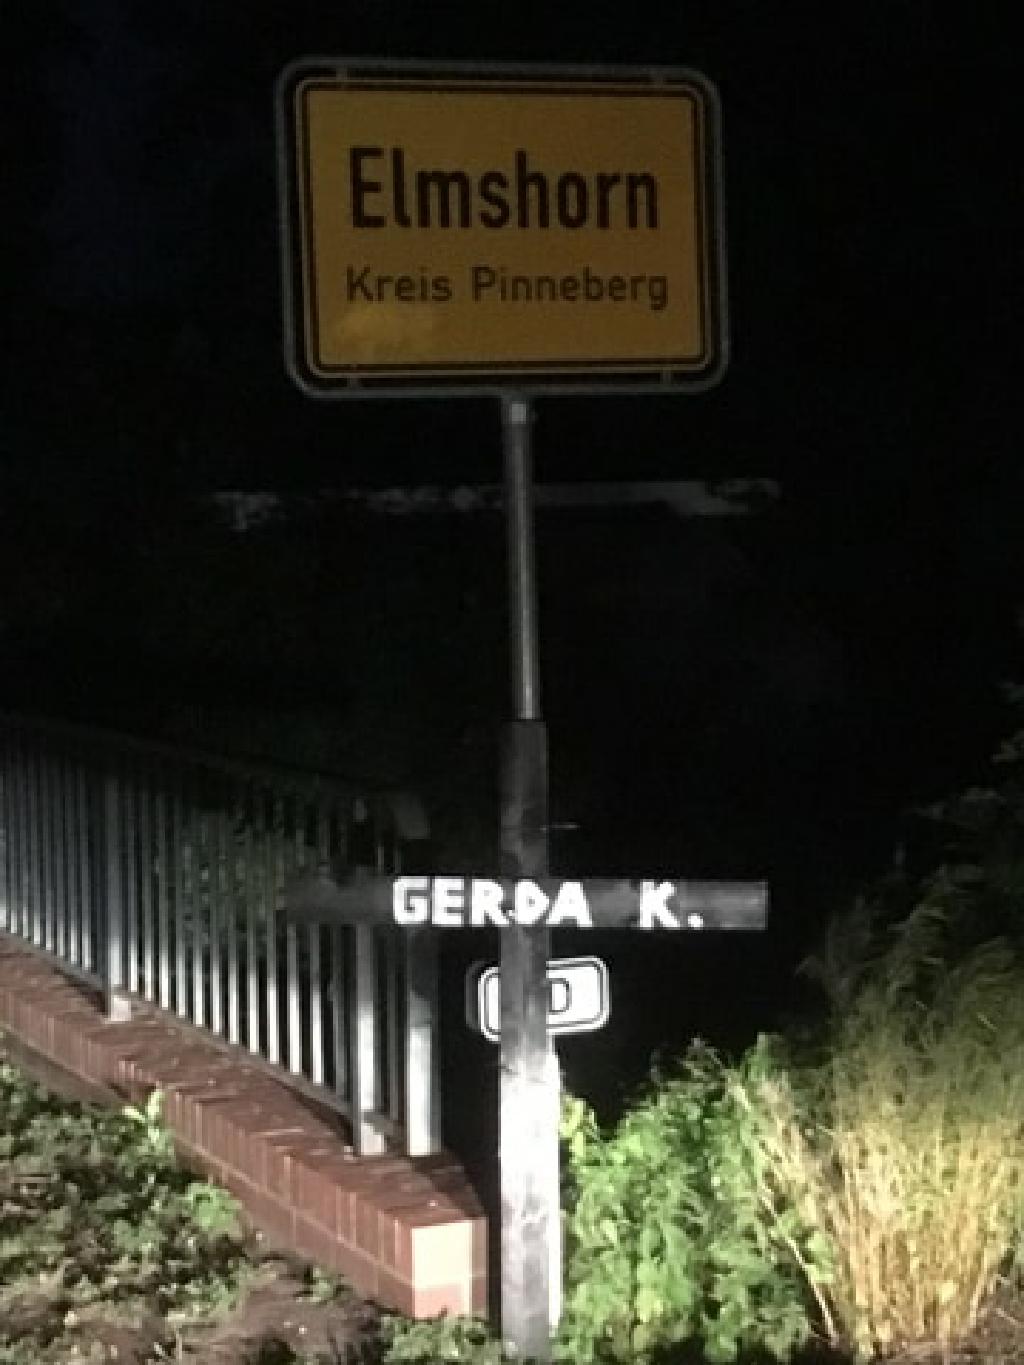 Elmshorn
Kreis Pinneberg
GERDA K.